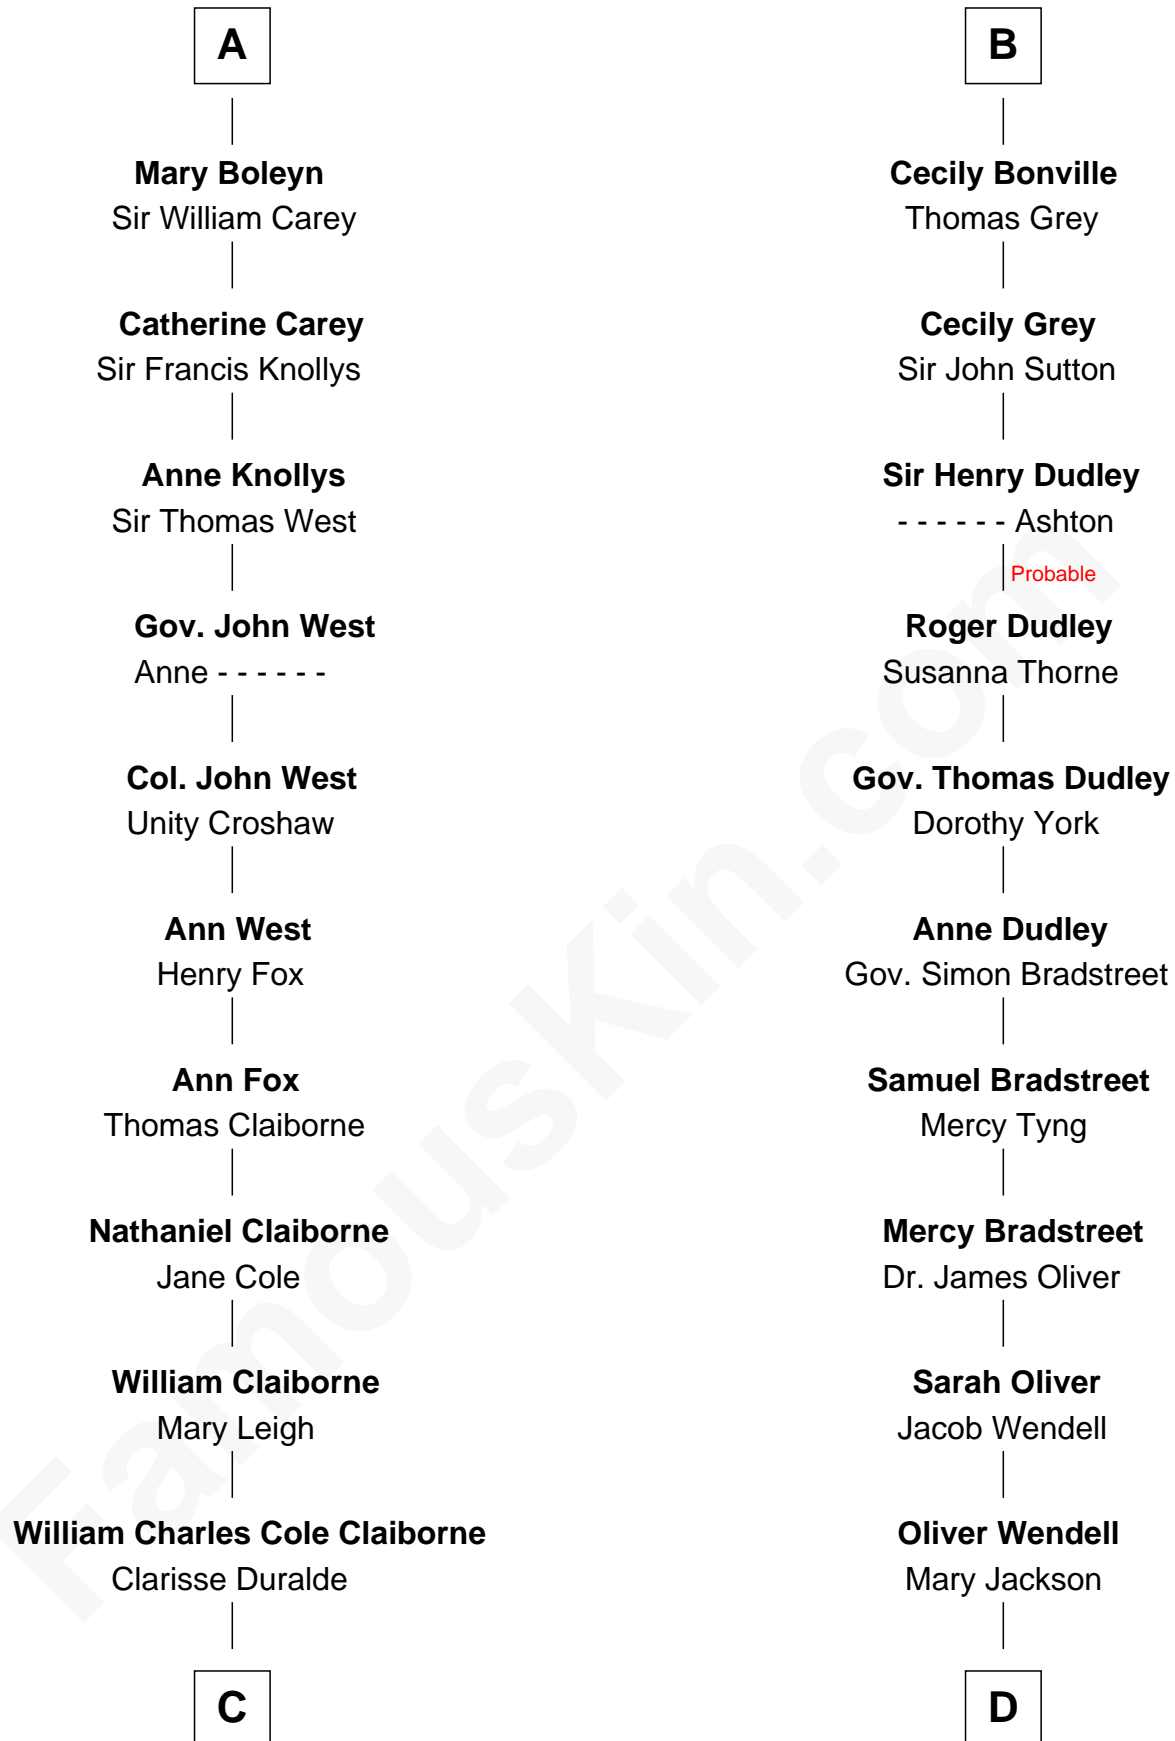 A
Mary Boleyn
Sir William Carey
Catherine Carey
Sir Francis Knollys
Anne Knollys
Sir Thomas West
Gov. John West
Anne - - - - - -
Col. John West
Unity Croshaw
Ann West
Henry Fox
Ann Fox
Thomas Claiborne
Nathaniel Claiborne
Jane Cole
William Claiborne
Mary Leigh
William Charles Cole Claiborne
Clarisse Duralde
C
B
Cecily Bonville
Thomas Grey
Cecily Grey
Sir John Sutton
Sir Henry Dudley
- - - - - - Ashton
Probable
Roger Dudley
Susanna Thorne
Gov. Thomas Dudley
Dorothy York
Anne Dudley
Gov. Simon Bradstreet
Samuel Bradstreet
Mercy Tyng
Mercy Bradstreet
Dr. James Oliver
Sarah Oliver
Jacob Wendell
Oliver Wendell
Mary Jackson
D
FamousKin.com